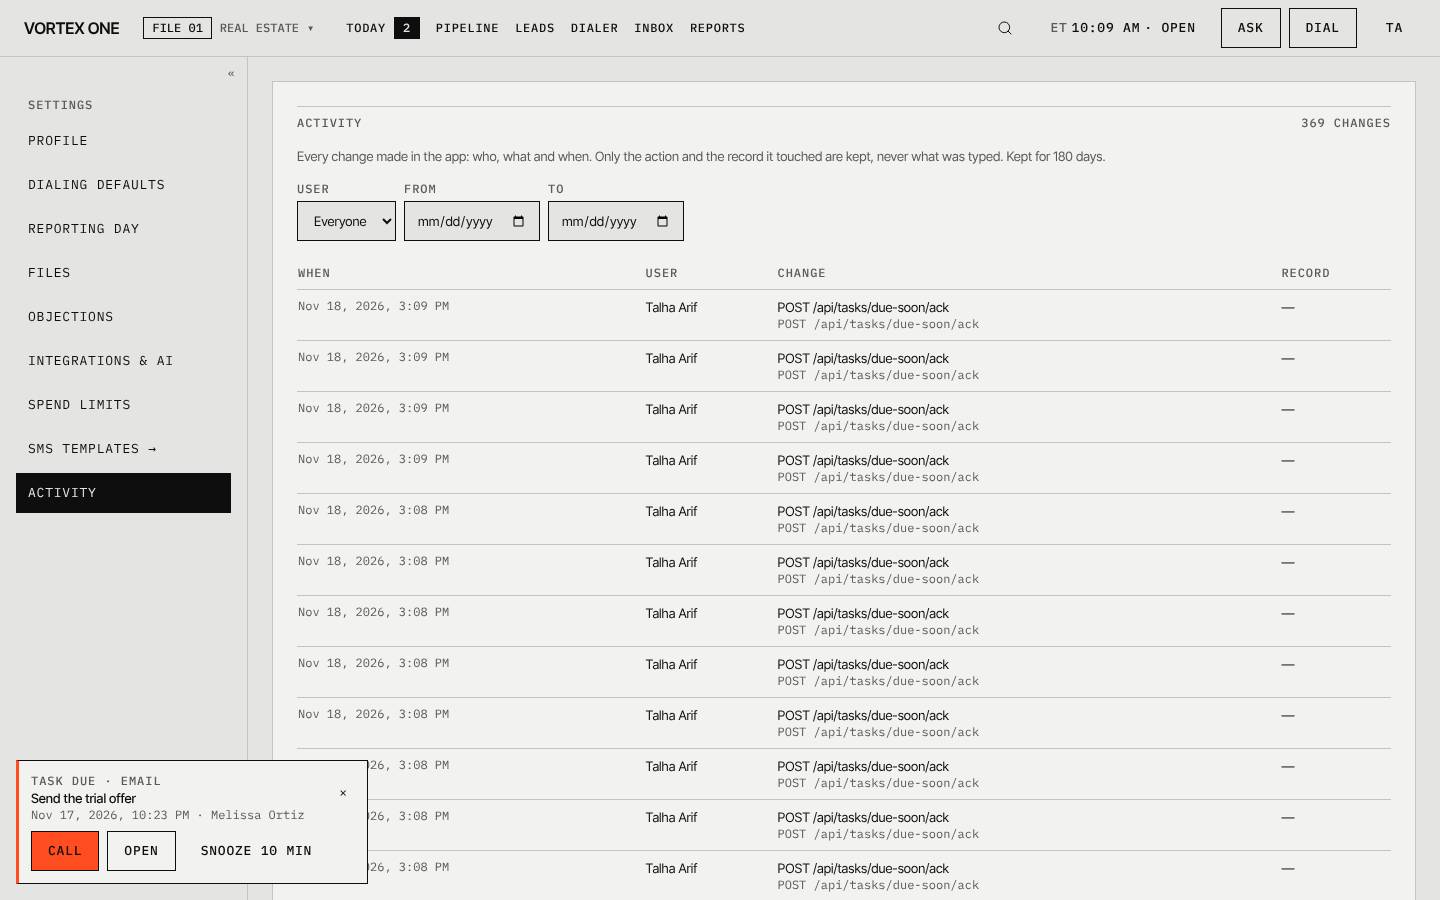 VORTEX ONE FILE 01 REAL ESTATE ▾ TODAY 2 PIPELINE LEADS DIALER INBOX REPORTS ET 10:09 AM · OPEN ASK DIAL TA
«
SETTINGS
PROFILE
DIALING DEFAULTS
REPORTING DAY
FILES
OBJECTIONS
INTEGRATIONS & AI
SPEND LIMITS
SMS TEMPLATES →
ACTIVITY
ACTIVITY 369 CHANGES
Every change made in the app: who, what and when. Only the action and the record it touched are kept, never what was typed. Kept for 180 days.
USER FROM TO
Everyone mm/dd/yyyy mm/dd/yyyy
WHEN USER CHANGE RECORD
Nov 18, 2026, 3:09 PM Talha Arif POST /api/tasks/due-soon/ack —
POST /api/tasks/due-soon/ack
Nov 18, 2026, 3:09 PM Talha Arif POST /api/tasks/due-soon/ack —
POST /api/tasks/due-soon/ack
Nov 18, 2026, 3:09 PM Talha Arif POST /api/tasks/due-soon/ack —
POST /api/tasks/due-soon/ack
Nov 18, 2026, 3:09 PM Talha Arif POST /api/tasks/due-soon/ack —
POST /api/tasks/due-soon/ack
Nov 18, 2026, 3:08 PM Talha Arif POST /api/tasks/due-soon/ack —
POST /api/tasks/due-soon/ack
Nov 18, 2026, 3:08 PM Talha Arif POST /api/tasks/due-soon/ack —
POST /api/tasks/due-soon/ack
Nov 18, 2026, 3:08 PM Talha Arif POST /api/tasks/due-soon/ack —
POST /api/tasks/due-soon/ack
Nov 18, 2026, 3:08 PM Talha Arif POST /api/tasks/due-soon/ack —
POST /api/tasks/due-soon/ack
Nov 18, 2026, 3:08 PM Talha Arif POST /api/tasks/due-soon/ack —
POST /api/tasks/due-soon/ack
26, 3:08 PM Talha Arif POST /api/tasks/due-soon/ack —
POST /api/tasks/due-soon/ack
26, 3:08 PM Talha Arif POST /api/tasks/due-soon/ack —
POST /api/tasks/due-soon/ack
26, 3:08 PM Talha Arif POST /api/tasks/due-soon/ack —
POST /api/tasks/due-soon/ack
TASK DUE · EMAIL ×
Send the trial offer
Nov 17, 2026, 10:23 PM · Melissa Ortiz
CALL OPEN SNOOZE 10 MIN